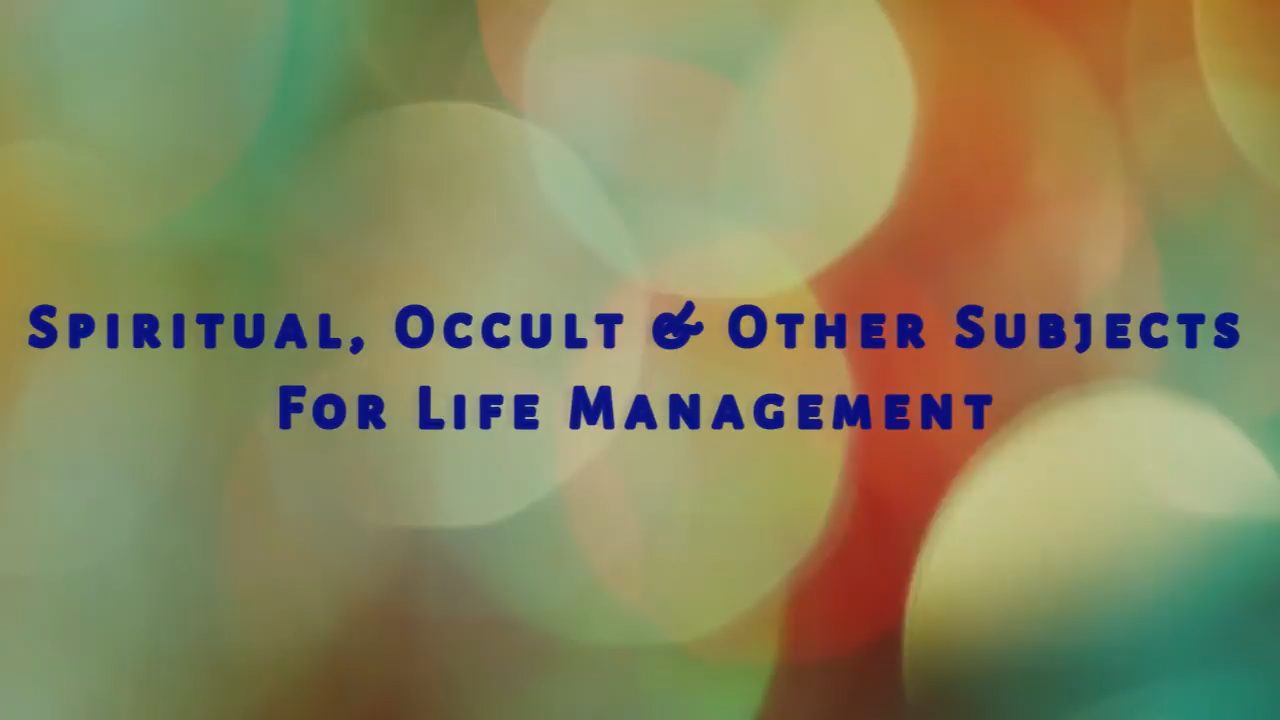 Spiritual, Occult & Other Subjects
For Life Management